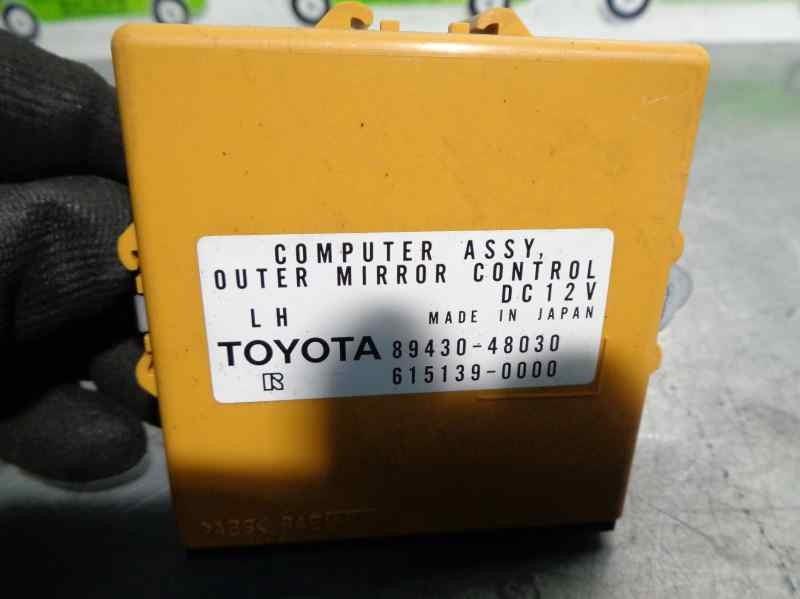 COMPUTER ASSY,
OUTER MIRROR CONTROL
DC12V
LH MADE IN JAPAN
TOYOTA 89430-48030
R 615139-0000